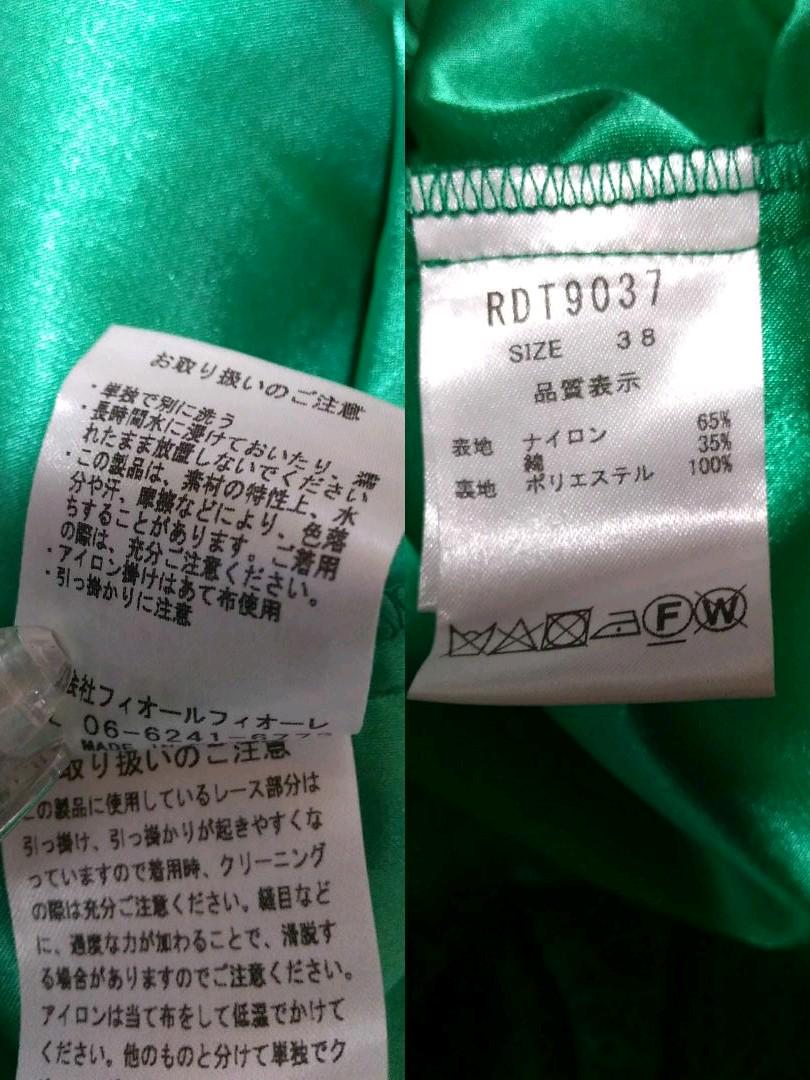 お取り扱いのご注意
・単独で別に洗う
・長時間水に浸けておいたり、濡
れたまま放置しないでください
・この製品は、素材の特性上、水
分や汗、摩擦などにより、色落
ちすることがあります。ご着用
の際は、充分ご注意ください。
・アイロン掛けはあて布使用
・引っ掛かりに注意
会社フィオールフィオーレ
06-6241-
MADE
取り扱いのご注意
この製品に使用しているレース部分は
引っ掛け、引っ掛かりが起きやすくな
っていますので着用時、クリーニング
の際は充分ご注意ください。縫目など
に、過度な力が加わることで、滑脱す
る場合がありますのでご注意ください。
アイロンは当て布をして低温でかけて
ください。他のものと分けて単独でク
RDT9037
SIZE 38
品質表示
表地 ナイロン 65%
綿 35%
裏地 ポリエステル 100%
F W